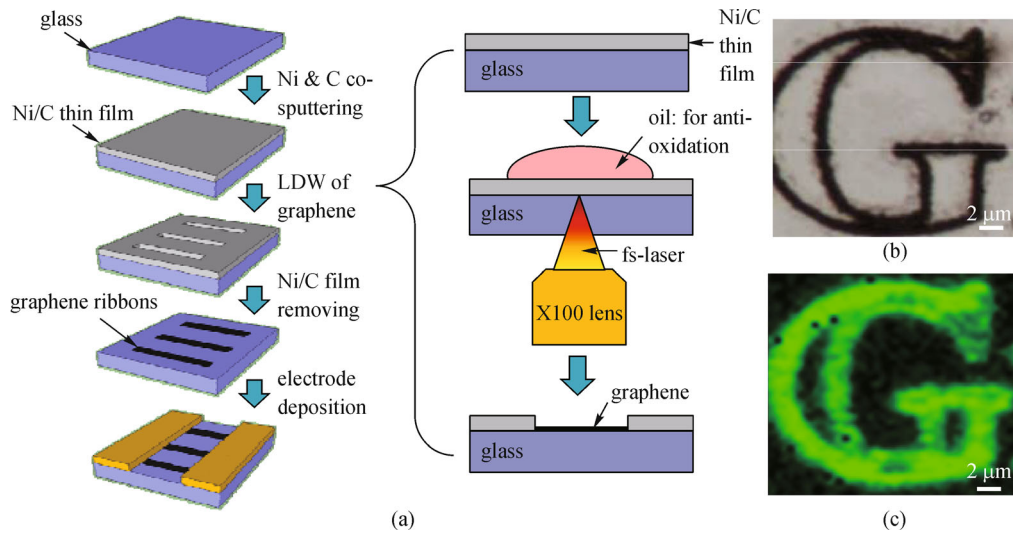 glass
Ni & C co-
sputtering
Ni/C thin film
LDW of
graphene
Ni/C film
removing
graphene ribbons
electrode
deposition
Ni/C
thin
film
glass
oil: for anti-
oxidation
glass
fs-laser
X100 lens
graphene
glass
(a)
2 μm
(b)
2 μm
(c)
G
G